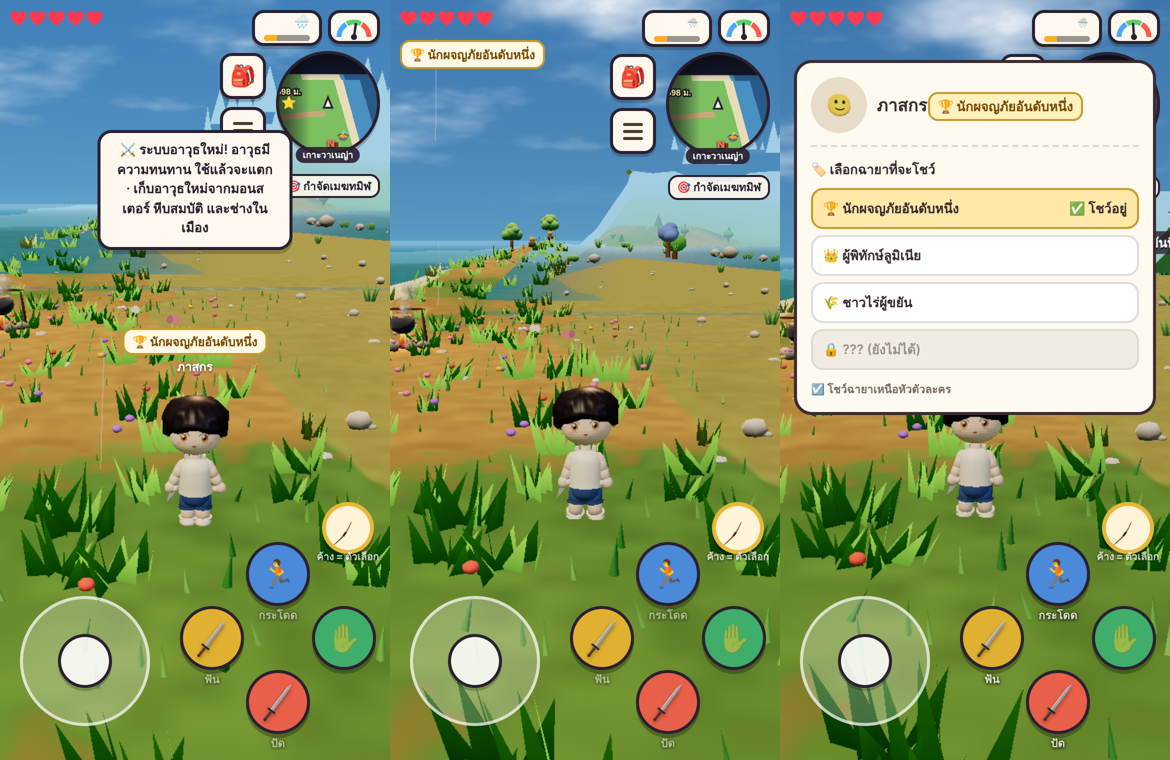 98 ม.
⚔️ ระบบอาวุธใหม่! อาวุธมี
ความทนทาน ใช้แล้วจะแตก
· เก็บอาวุธใหม่จากมอนส
เตอร์ หีบสมบัติ และช่างใน
เมือง
เกาะวาเนญ่า
🎯 กำจัดเมฆทมิฬ
🏆 นักผจญภัยอันดับหนึ่ง
ภาสกร
ค้าง = ตัวเลือก
กระโดด
ฟัน
ปัด
🏆 นักผจญภัยอันดับหนึ่ง
98 ม.
เกาะวาเนญ่า
🎯 กำจัดเมฆทมิฬ
ค้าง = ตัวเลือก
กระโดด
ฟัน
ปัด
ภาสกร 🏆 นักผจญภัยอันดับหนึ่ง
🏷️ เลือกฉายาที่จะโชว์
🏆 นักผจญภัยอันดับหนึ่ง ✅ โชว์อยู่
👑 ผู้พิทักษ์ลูมิเนีย
🌾 ชาวไร่ผู้ขยัน
🔒 ??? (ยังไม่ได้)
☑️ โชว์ฉายาเหนือหัวตัวละคร
ค้าง = ตัวเลือก
กระโดด
ฟัน
ปัด